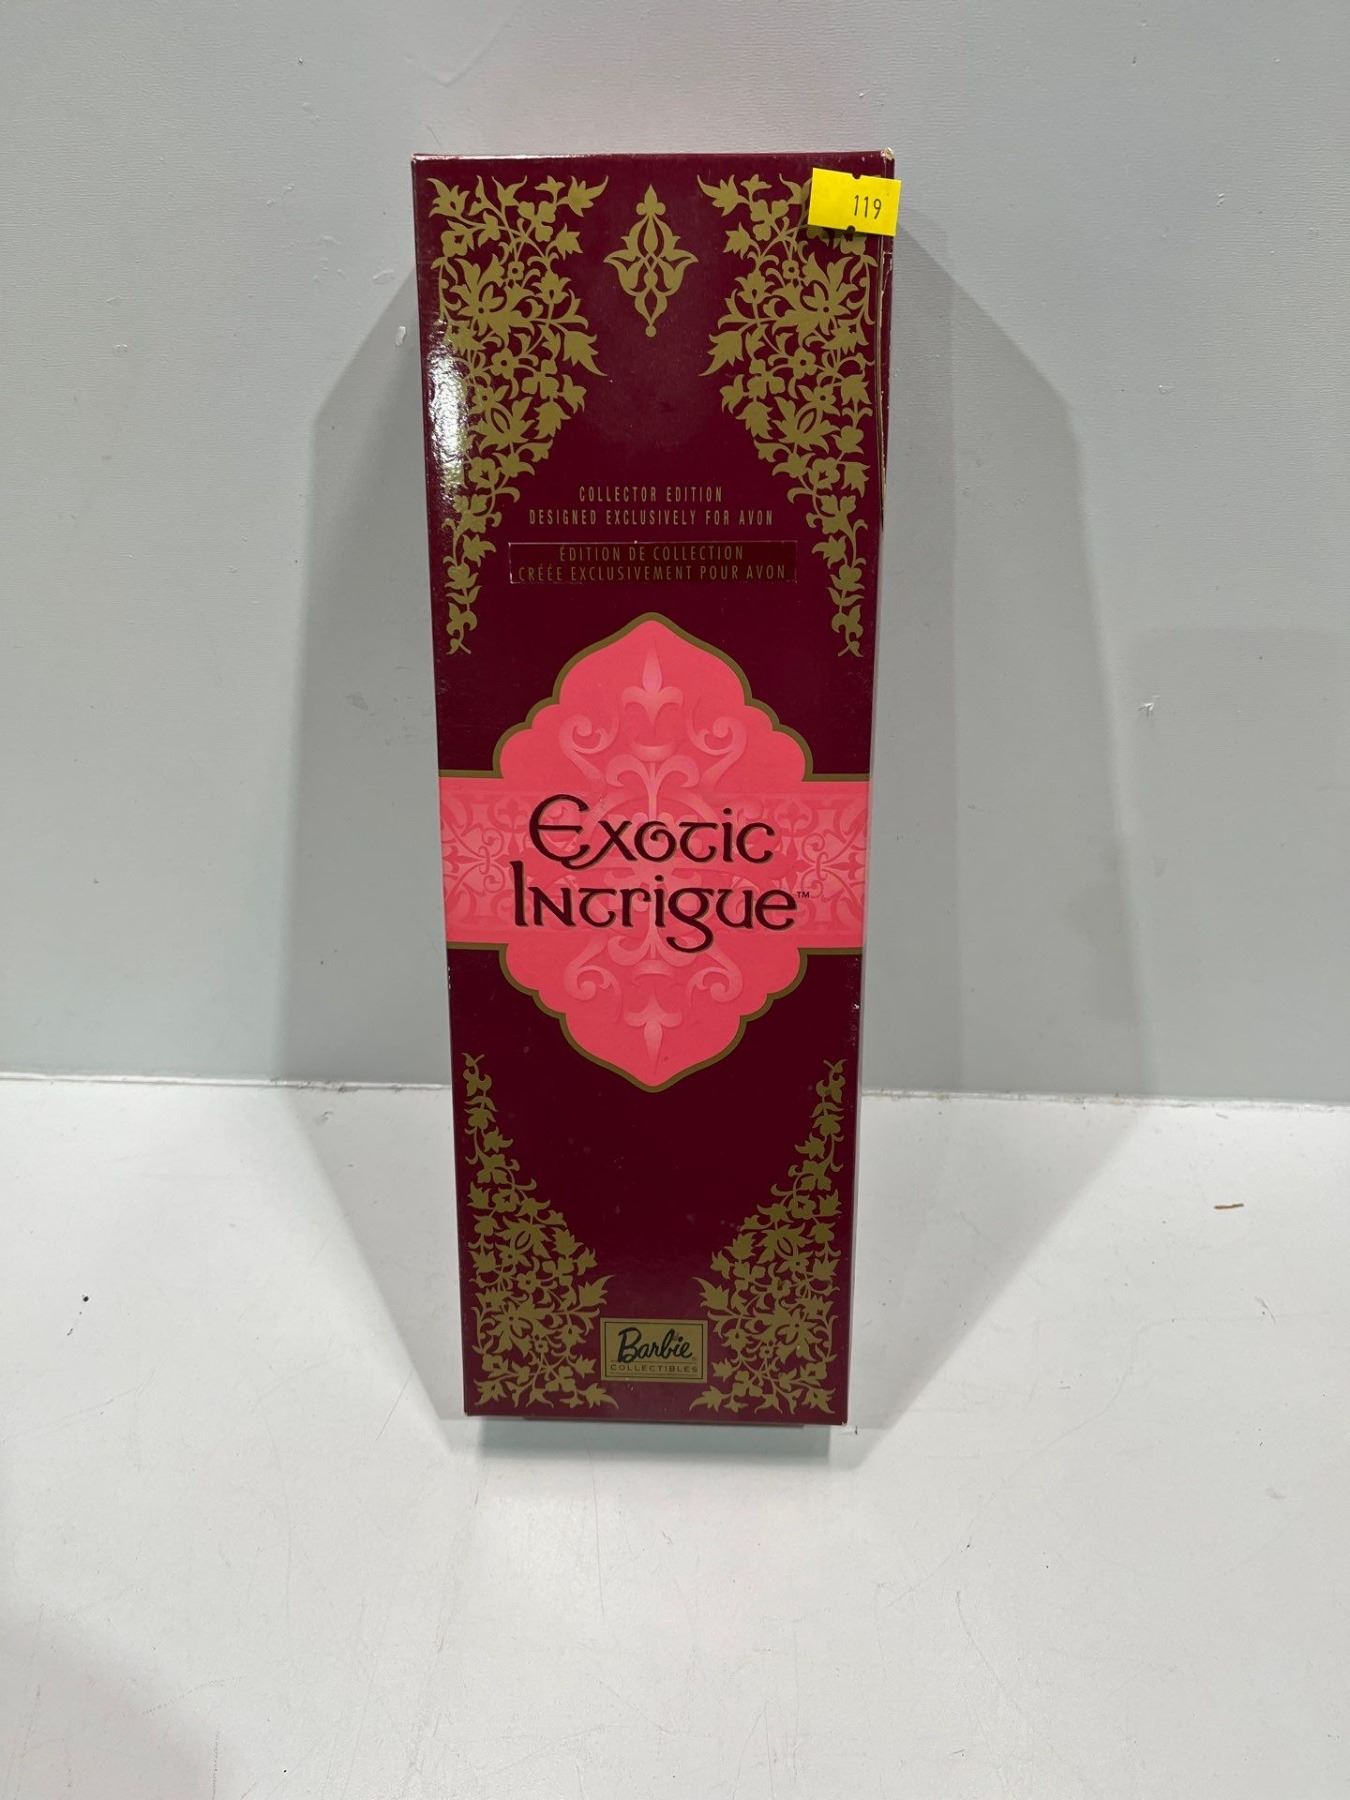 119
COLLECTOR EDITION
DESIGNED EXCLUSIVELY FOR AVON
ÉDITION DE COLLECTION
CRÉÉE EXCLUSIVEMENT POUR AVON
Exotic
Intrigue™
Barbie
COLLECTIBLES